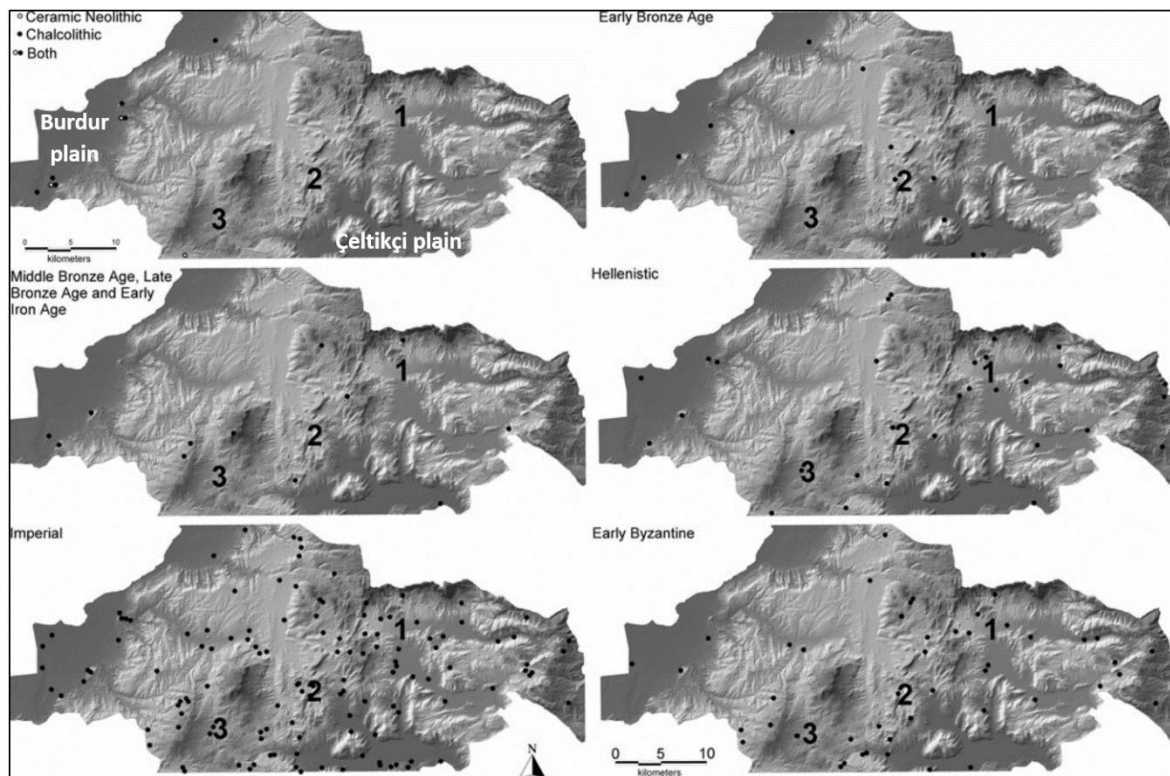 Ceramic Neolithic
Chalcolithic
Both
Burdur
plain
1
2
3
Çeltikçi plain
0 5 10
kilometers
Early Bronze Age
1
2
3
Middle Bronze Age, Late
Bronze Age and Early
Iron Age
1
2
3
Hellenistic
1
2
3
Imperial
1
2
3
N
Early Byzantine
1
2
3
0 5 10
kilometers